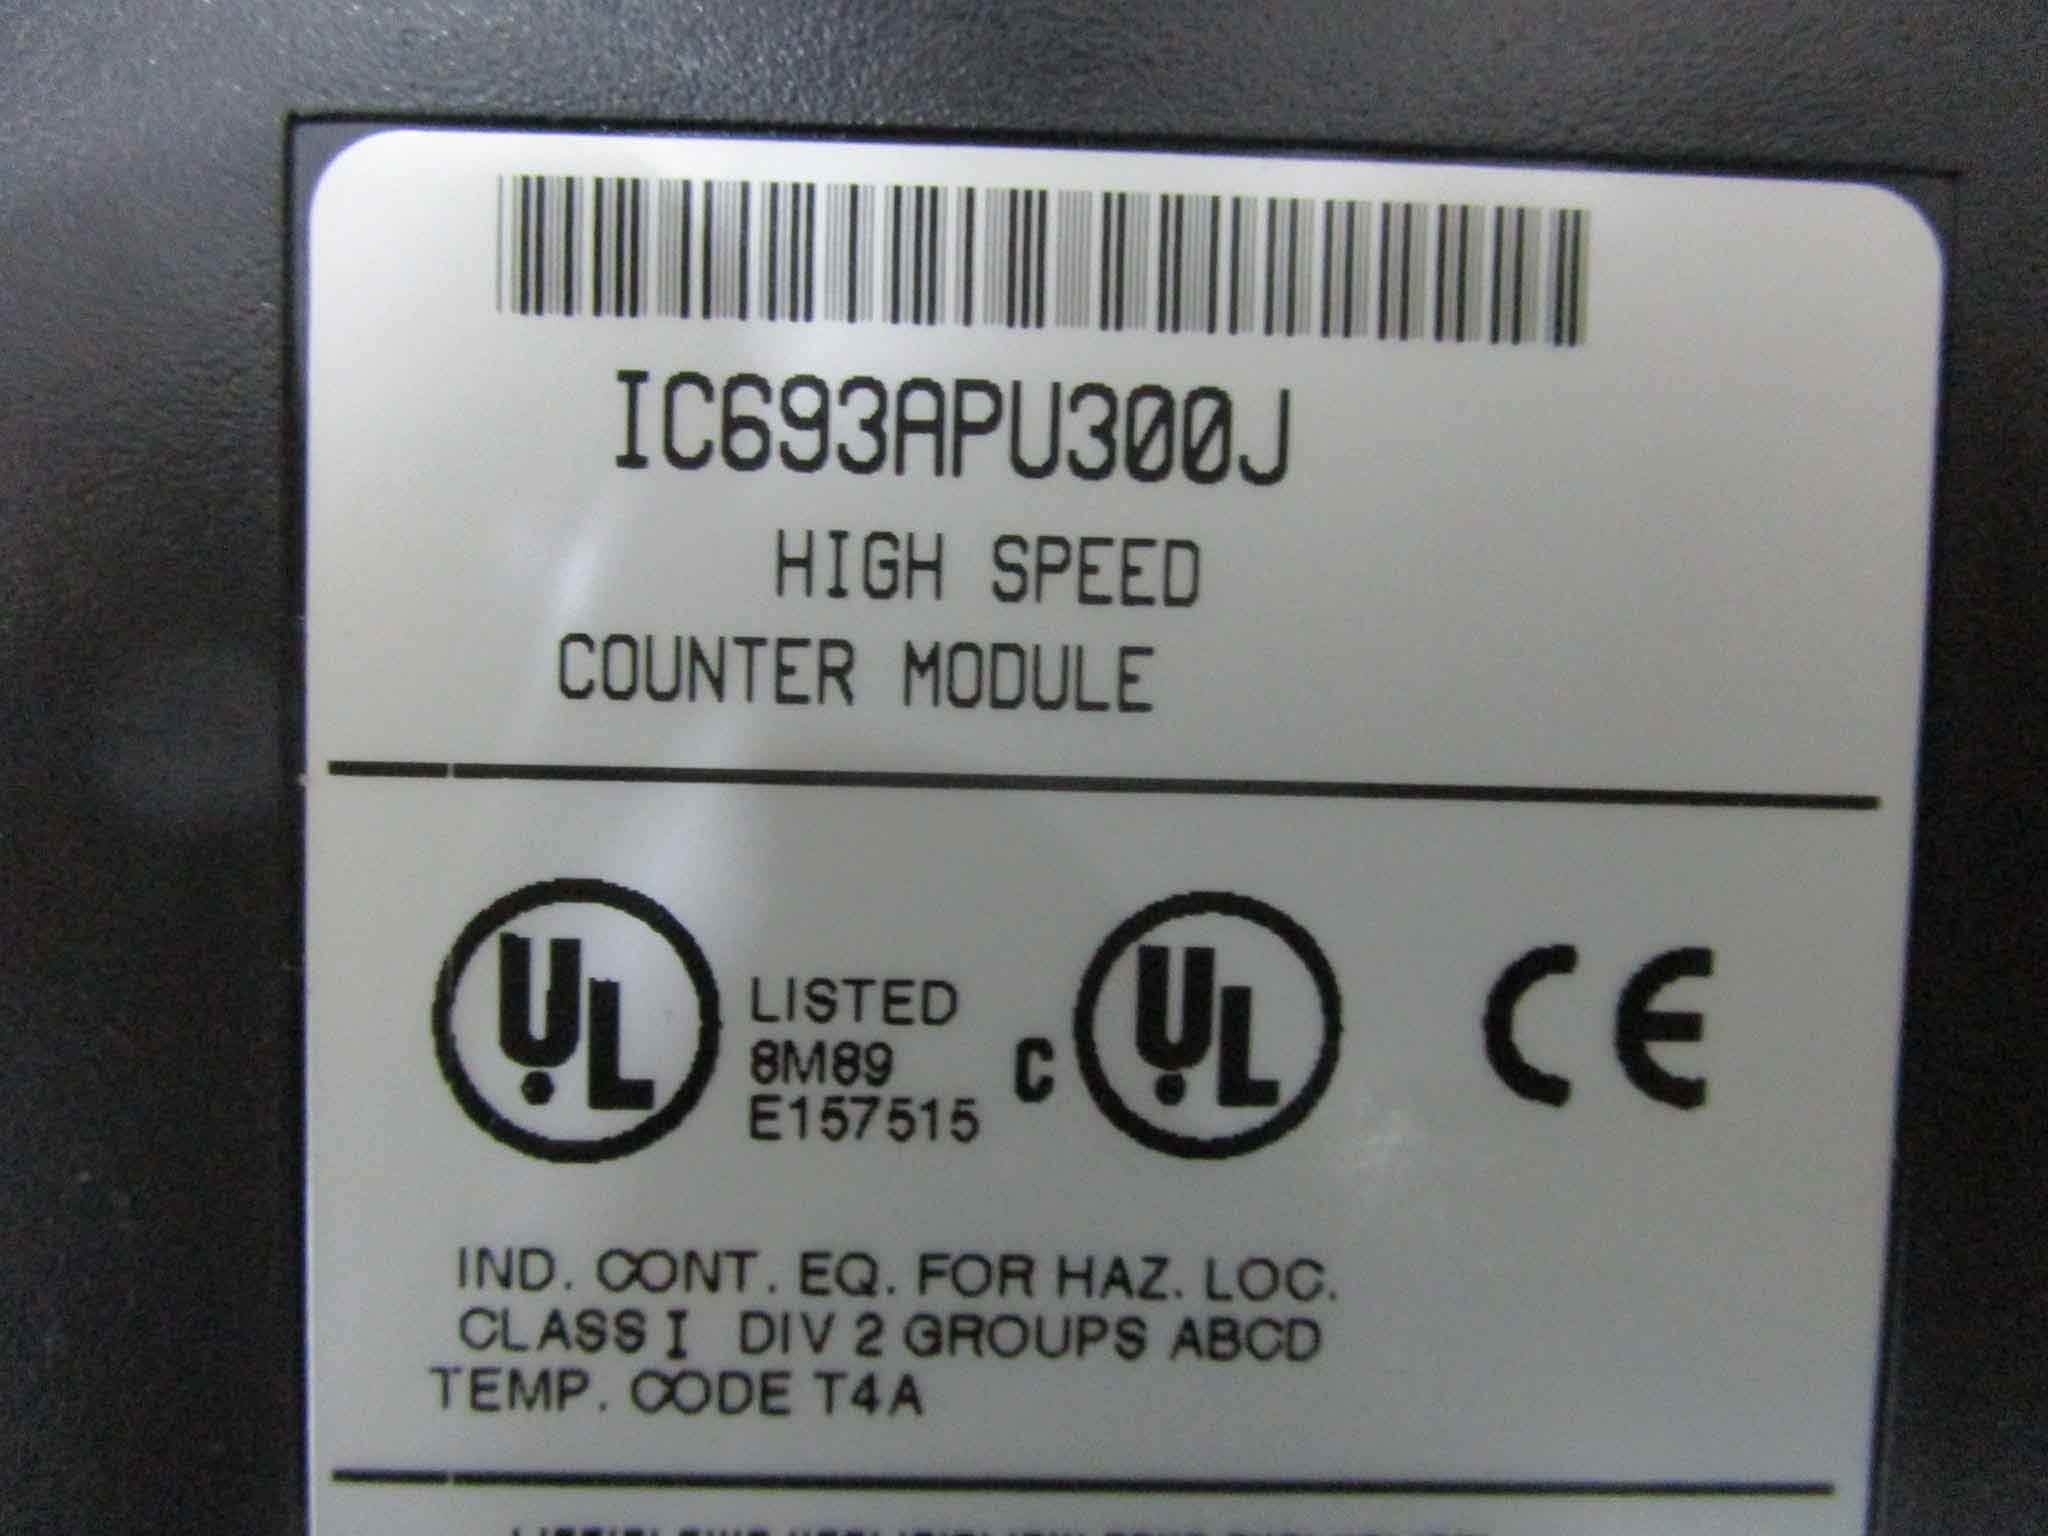 IC693APU300J
HIGH SPEED
COUNTER MODULE
UL
LISTED
8M89
E157515
C UL
CE
IND. CONT. EQ. FOR HAZ. LOC.
CLASS I DIV 2 GROUPS ABCD
TEMP. CODE T4A